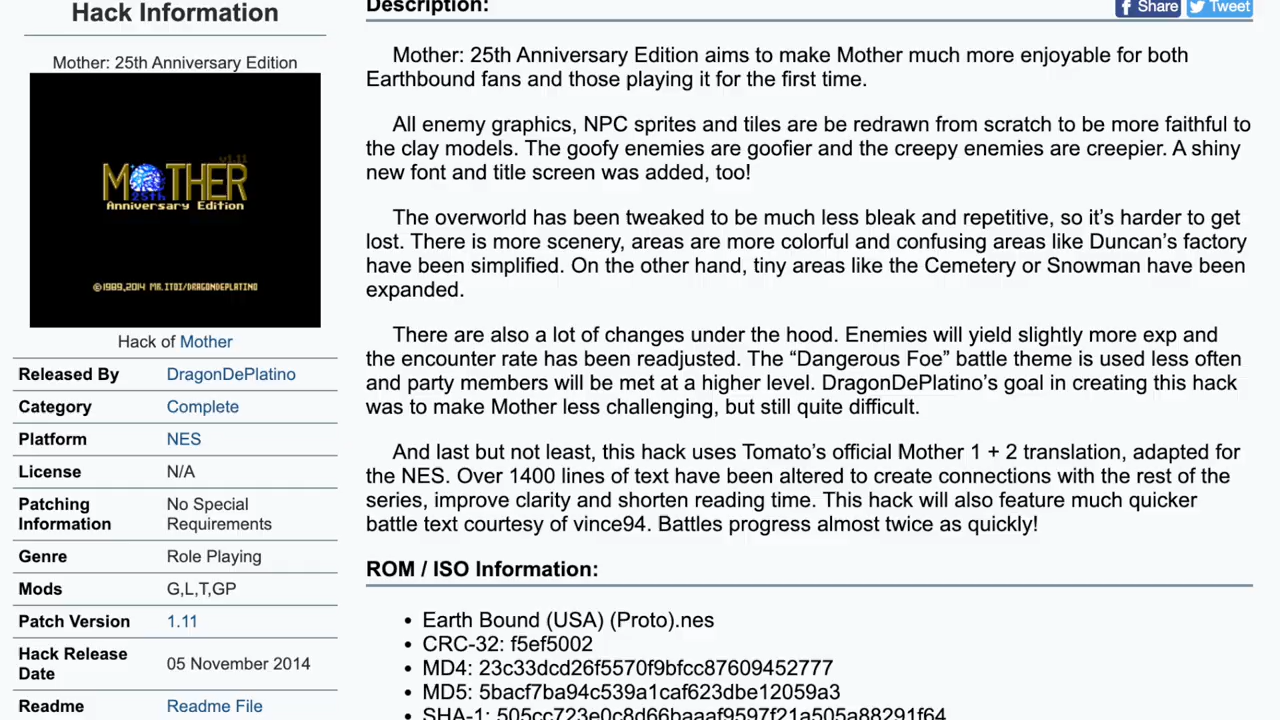 Hack Information
Mother: 25th Anniversary Edition
v1.11
MOTHER
25th
Anniversary Edition
©1989,2014 MR.ITOI/DRAGONDEPLATINO
Hack of Mother
Released By DragonDePlatino
Category Complete
Platform NES
License N/A
Patching Information No Special Requirements
Genre Role Playing
Mods G,L,T,GP
Patch Version 1.11
Hack Release Date 05 November 2014
Readme Readme File
Description:
Share Tweet
Mother: 25th Anniversary Edition aims to make Mother much more enjoyable for both
Earthbound fans and those playing it for the first time.
All enemy graphics, NPC sprites and tiles are be redrawn from scratch to be more faithful to
the clay models. The goofy enemies are goofier and the creepy enemies are creepier. A shiny
new font and title screen was added, too!
The overworld has been tweaked to be much less bleak and repetitive, so it’s harder to get
lost. There is more scenery, areas are more colorful and confusing areas like Duncan’s factory
have been simplified. On the other hand, tiny areas like the Cemetery or Snowman have been
expanded.
There are also a lot of changes under the hood. Enemies will yield slightly more exp and
the encounter rate has been readjusted. The “Dangerous Foe” battle theme is used less often
and party members will be met at a higher level. DragonDePlatino’s goal in creating this hack
was to make Mother less challenging, but still quite difficult.
And last but not least, this hack uses Tomato’s official Mother 1 + 2 translation, adapted for
the NES. Over 1400 lines of text have been altered to create connections with the rest of the
series, improve clarity and shorten reading time. This hack will also feature much quicker
battle text courtesy of vince94. Battles progress almost twice as quickly!
ROM / ISO Information:
• Earth Bound (USA) (Proto).nes
• CRC-32: f5ef5002
• MD4: 23c33dcd26f5570f9bfcc87609452777
• MD5: 5bacf7ba94c539a1caf623dbe12059a3
• SHA-1: 505cc723e0c8d66baaaf9597f21a505a88291f64